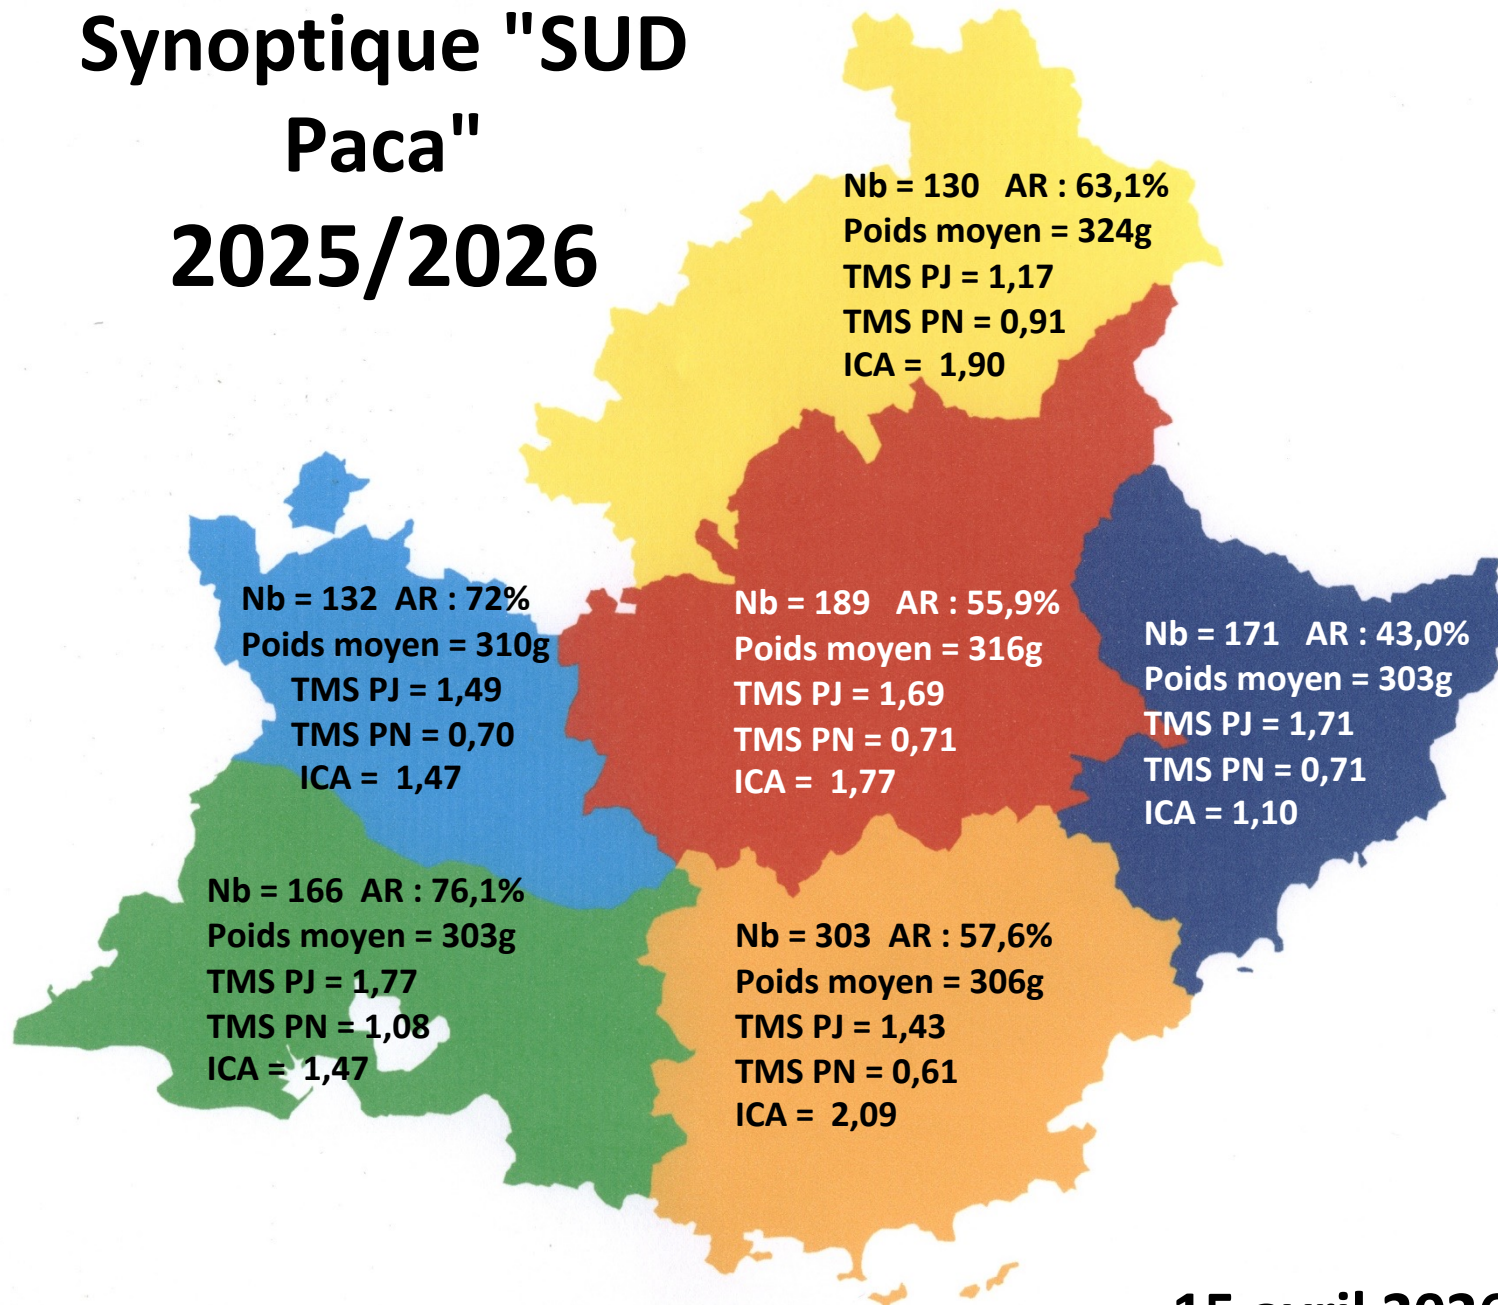 Synoptique "SUD
Paca"
2025/2026
Nb = 130 AR : 63,1%
Poids moyen = 324g
TMS PJ = 1,17
TMS PN = 0,91
ICA = 1,90
Nb = 132 AR : 72%
Poids moyen = 310g
TMS PJ = 1,49
TMS PN = 0,70
ICA = 1,47
Nb = 189 AR : 55,9%
Poids moyen = 316g
TMS PJ = 1,69
TMS PN = 0,71
ICA = 1,77
Nb = 171 AR : 43,0%
Poids moyen = 303g
TMS PJ = 1,71
TMS PN = 0,71
ICA = 1,10
Nb = 166 AR : 76,1%
Poids moyen = 303g
TMS PJ = 1,77
TMS PN = 1,08
ICA = 1,47
Nb = 303 AR : 57,6%
Poids moyen = 306g
TMS PJ = 1,43
TMS PN = 0,61
ICA = 2,09
15 avril 2026